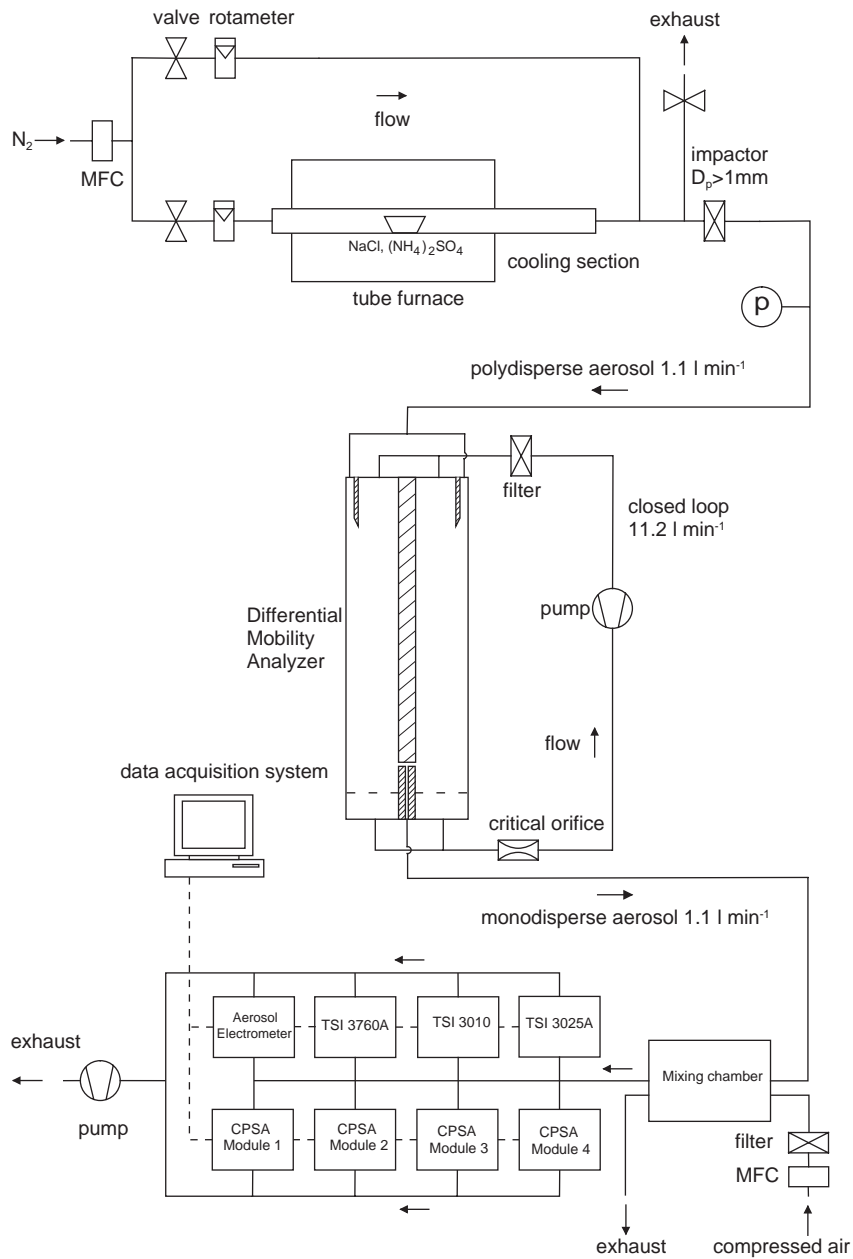 valve rotameter
exhaust
N₂
flow
MFC
impactor
Dₚ>1mm
NaCl, (NH₄)₂SO₄
cooling section
tube furnace
p
polydisperse aerosol 1.1 l min⁻¹
filter
closed loop
11.2 l min⁻¹
Differential
Mobility
Analyzer
pump
flow
data acquisition system
critical orifice
monodisperse aerosol 1.1 l min⁻¹
Aerosol
Electrometer
TSI 3760A
TSI 3010
TSI 3025A
exhaust
Mixing chamber
pump
CPSA
Module 1
CPSA
Module 2
CPSA
Module 3
CPSA
Module 4
filter
MFC
exhaust
compressed air